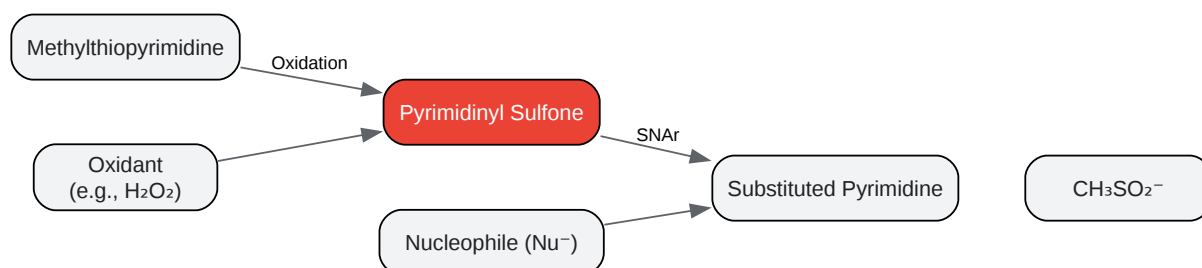 Methylthiopyrimidine
Oxidation
Pyrimidinyl Sulfone
Oxidant
(e.g., H₂O₂)
SNAr
Substituted Pyrimidine
CH₃SO₂⁻
Nucleophile (Nu⁻)